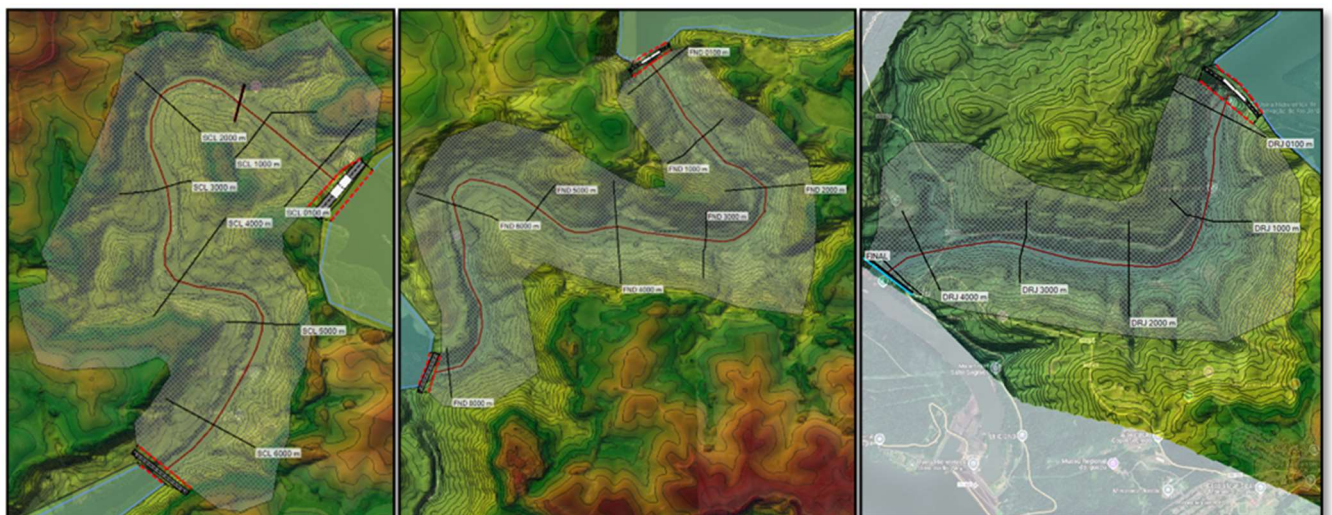 SCL 2000 m
SCL 1000 m
SCL 3000 m
SCL 0100 m
SCL 4000 m
SCL 5000 m
SCL 6000 m
FND 0100 m
FND 1000 m
FND 5000 m
FND 2000 m
FND 3000 m
FND 6000 m
FND 4000 m
FND 8000 m
DRJ 0100 m
DRJ 1000 m
FINAL
DRJ 3000 m
DRJ 4000 m
DRJ 2000 m